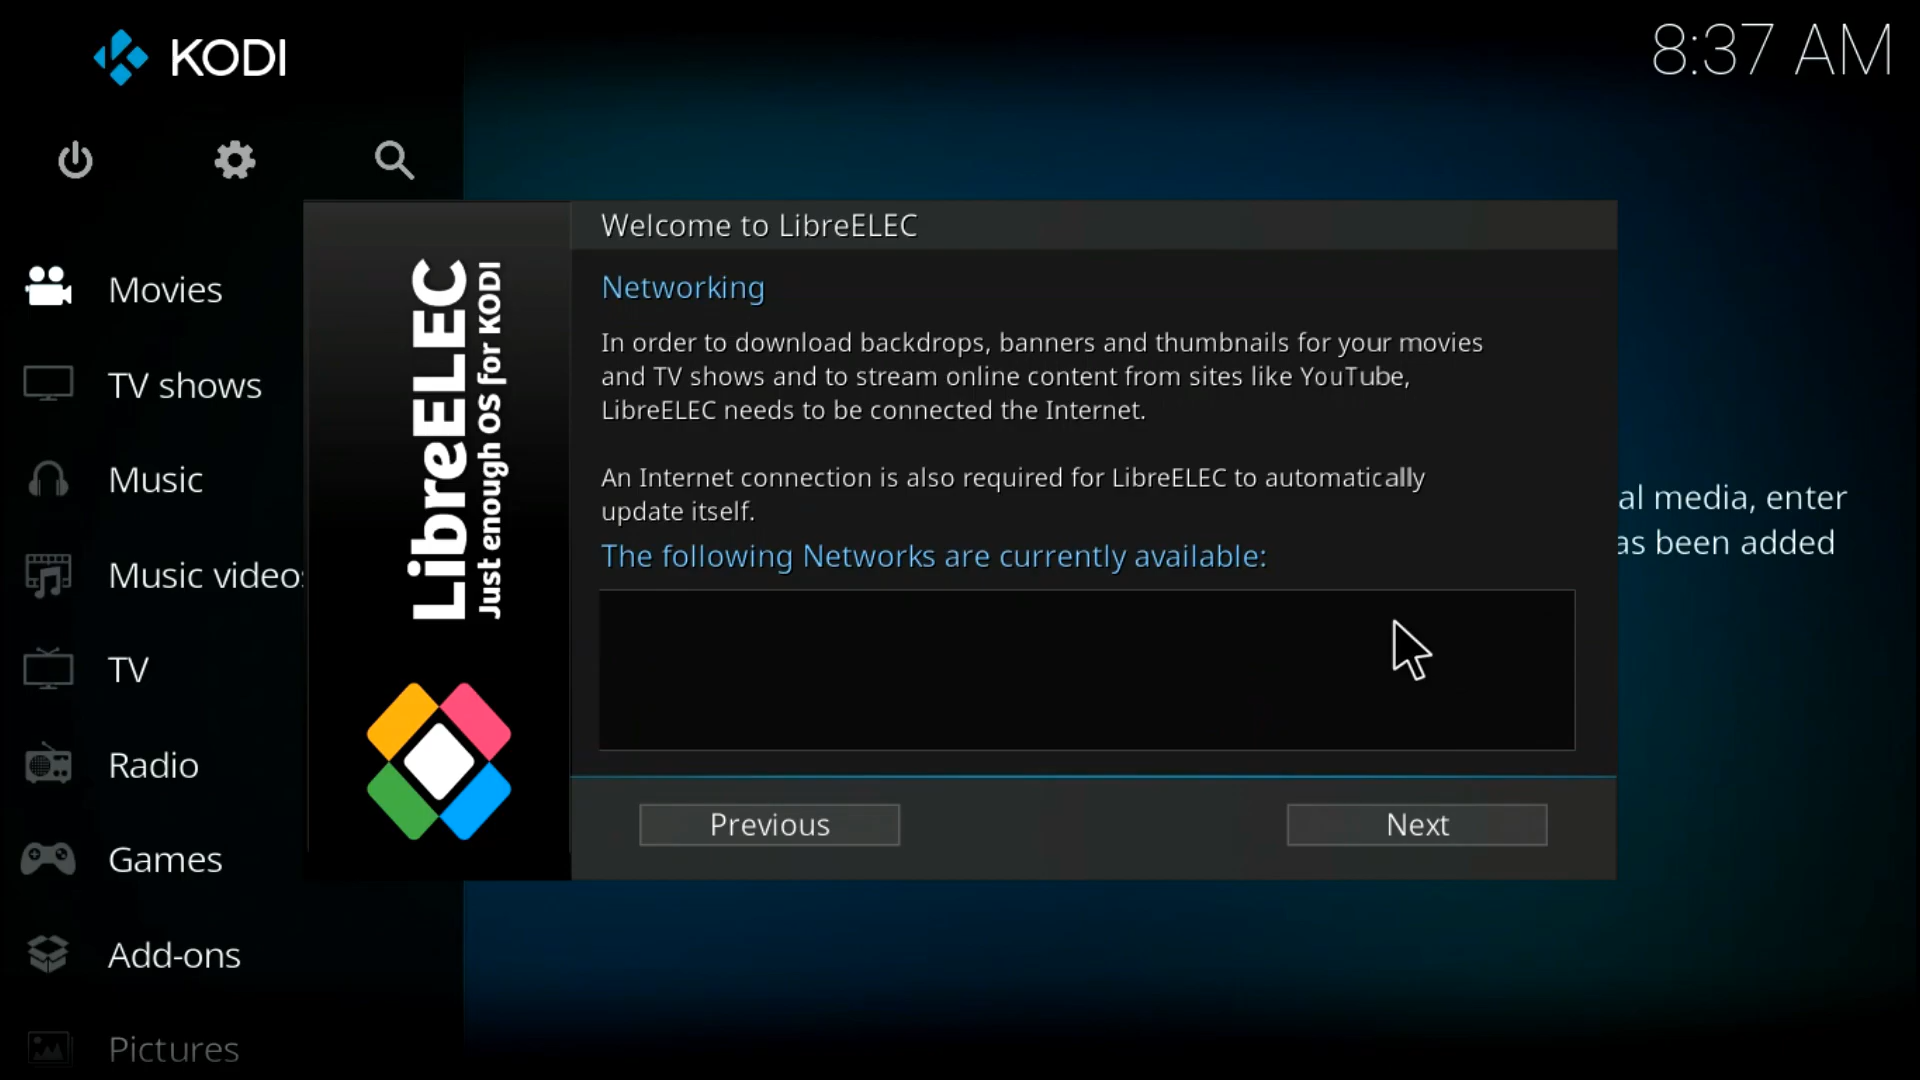 KODI
8:37 AM
Movies
TV shows
Music
Music video
TV
Radio
Games
Add-ons
Pictures
LibreELEC
Just enough OS for KODI
Welcome to LibreELEC
Networking
In order to download backdrops, banners and thumbnails for your movies
and TV shows and to stream online content from sites like YouTube,
LibreELEC needs to be connected the Internet.
An Internet connection is also required for LibreELEC to automatically
update itself.
The following Networks are currently available:
Previous
Next
al media, enter
as been added